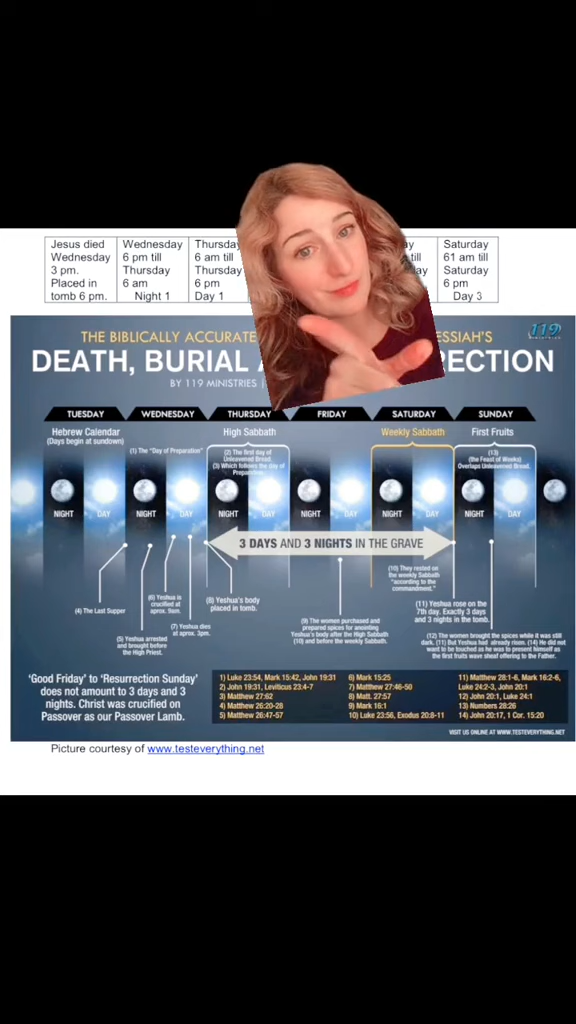 Jesus died
Wednesday
3 pm.
Placed in
tomb 6 pm.
Wednesday
6 pm till
Thursday
6 am
Night 1
Thursday
6 am till
Thursday
6 pm
Day 1
till
Saturday
61 am till
Saturday
6 pm
Day 3
THE BIBLICALLY ACCURATE
119
MINISTRIES
DEATH, BURIAL
BY 119 MINISTRIES |
TUESDAY WEDNESDAY THURSDAY FRIDAY SATURDAY SUNDAY
Hebrew Calendar
(Days begin at sundown)
(1) The "Day of Preparation"
High Sabbath
(2) The first day of
Unleavened Bread.
(3) Which follows the day of
Preparation
Weekly Sabbath
First Fruits
(13)
(the Feast of Weeks)
Overlaps Unleavened Bread.
NIGHT DAY NIGHT DAY NIGHT DAY NIGHT DAY NIGHT DAY NIGHT DAY
3 DAYS AND 3 NIGHTS IN THE GRAVE
(4) The Last Supper
(5) Yeshua arrested
and brought before
the High Priest.
(6) Yeshua is
crucified at
aprox. 9am.
(7) Yeshua dies
at aprox. 3pm.
(8) Yeshua's body
placed in tomb.
(9) The women purchased and
prepared spices for anointing
Yeshua's body after the High Sabbath
(10) and before the weekly Sabbath.
(10) They rested on
the weekly Sabbath
"according to the
commandment."
(11) Yeshua rose on the
7th day. Exactly 3 days
and 3 nights in the tomb.
(12) The women brought the spices while it was still
dark. (11) But Yeshua had already risen. (14) He did not
want to be touched as he was to present himself as
the first fruits wave sheaf offering to the Father.
'Good Friday' to 'Resurrection Sunday'
does not amount to 3 days and 3
nights. Christ was crucified on
Passover as our Passover Lamb.
1) Luke 23:54, Mark 15:42, John 19:31
2) John 19:31, Leviticus 23:4-7
3) Matthew 27:62
4) Matthew 26:20-28
5) Matthew 26:47-57
6) Mark 15:25
7) Matthew 27:46-50
8) Matt. 27:57
9) Mark 16:1
10) Luke 23:56, Exodus 20:8-11
11) Matthew 28:1-6, Mark 16:2-6,
Luke 24:2-3, John 20:1
12) John 20:1, Luke 24:1
13) Numbers 28:26
14) John 20:17, 1 Cor. 15:20
VISIT US ONLINE AT WWW.TESTEVERYTHING.NET
Picture courtesy of www.testeverything.net